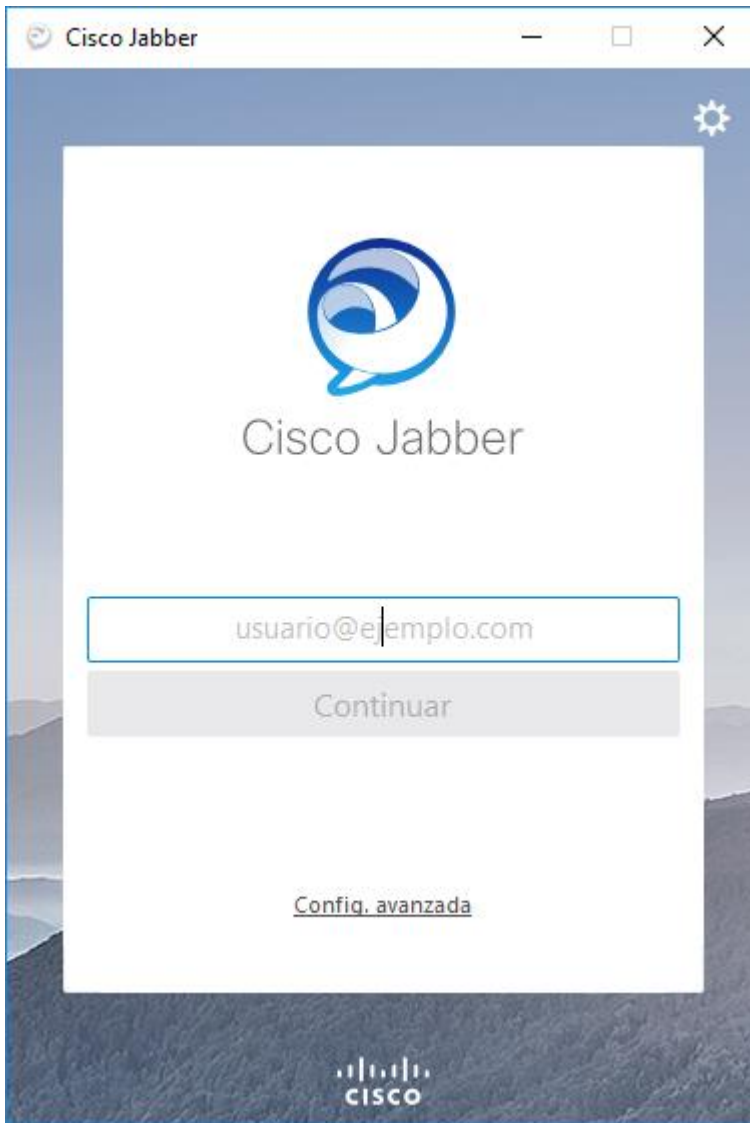 Cisco Jabber
Cisco Jabber
usuario@ejemplo.com
Continuar
Config. avanzada
CISCO